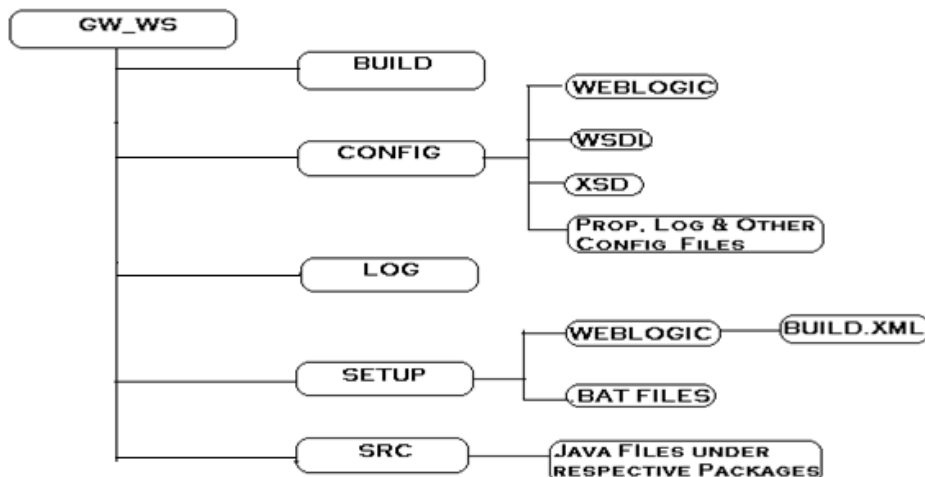 GW_WS
BUILD
WEBLOGIC
CONFIG
WSDL
XSD
PROP, LOG & OTHER
CONFIG FILES
LOG
WEBLOGIC
BUILD.XML
SETUP
.BAT FILES
SRC
JAVA FILES UNDER
RESPECTIVE PACKAGES